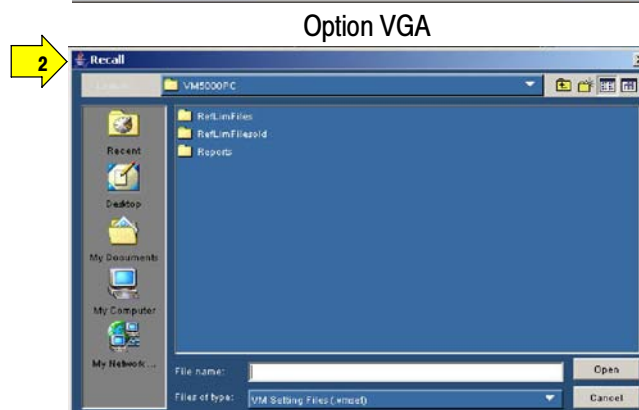 Option VGA
2
Recall
VM5000PC
RefLimFiles
RefLimFilesold
Reports
Recent
Desktop
My Documents
My Computer
My Network ...
File name:
Open
Files of type:
VM Setting Files (.vmset)
Cancel